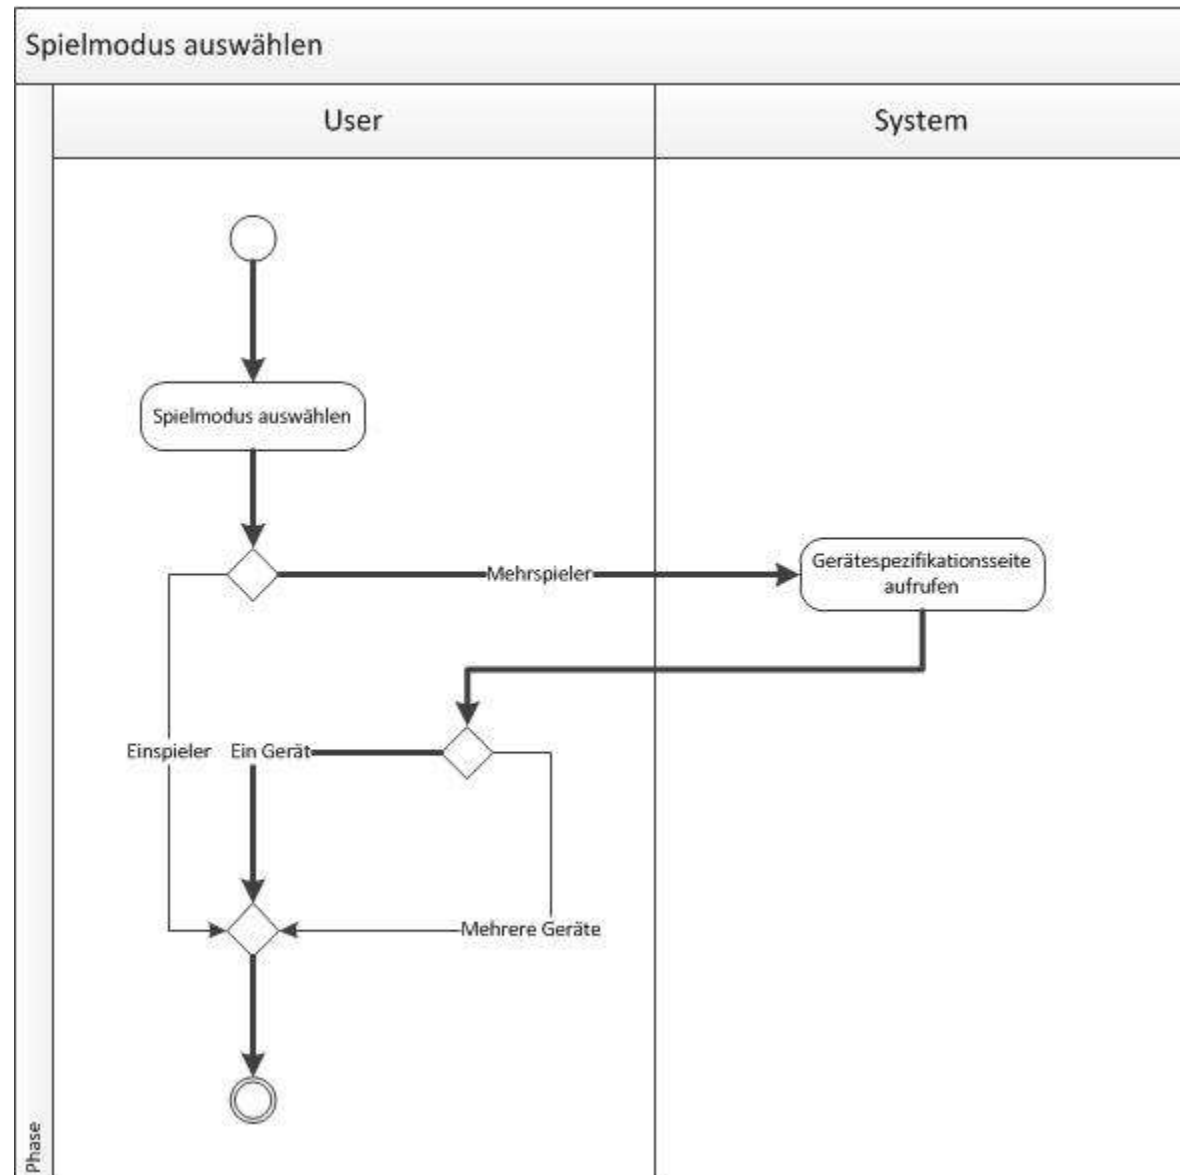 Spielmodus auswählen
User
System
Spielmodus auswählen
Mehrspieler
Gerätespezifikationsseite
aufrufen
Einspieler
Ein Gerät
Mehrere Geräte
Phase